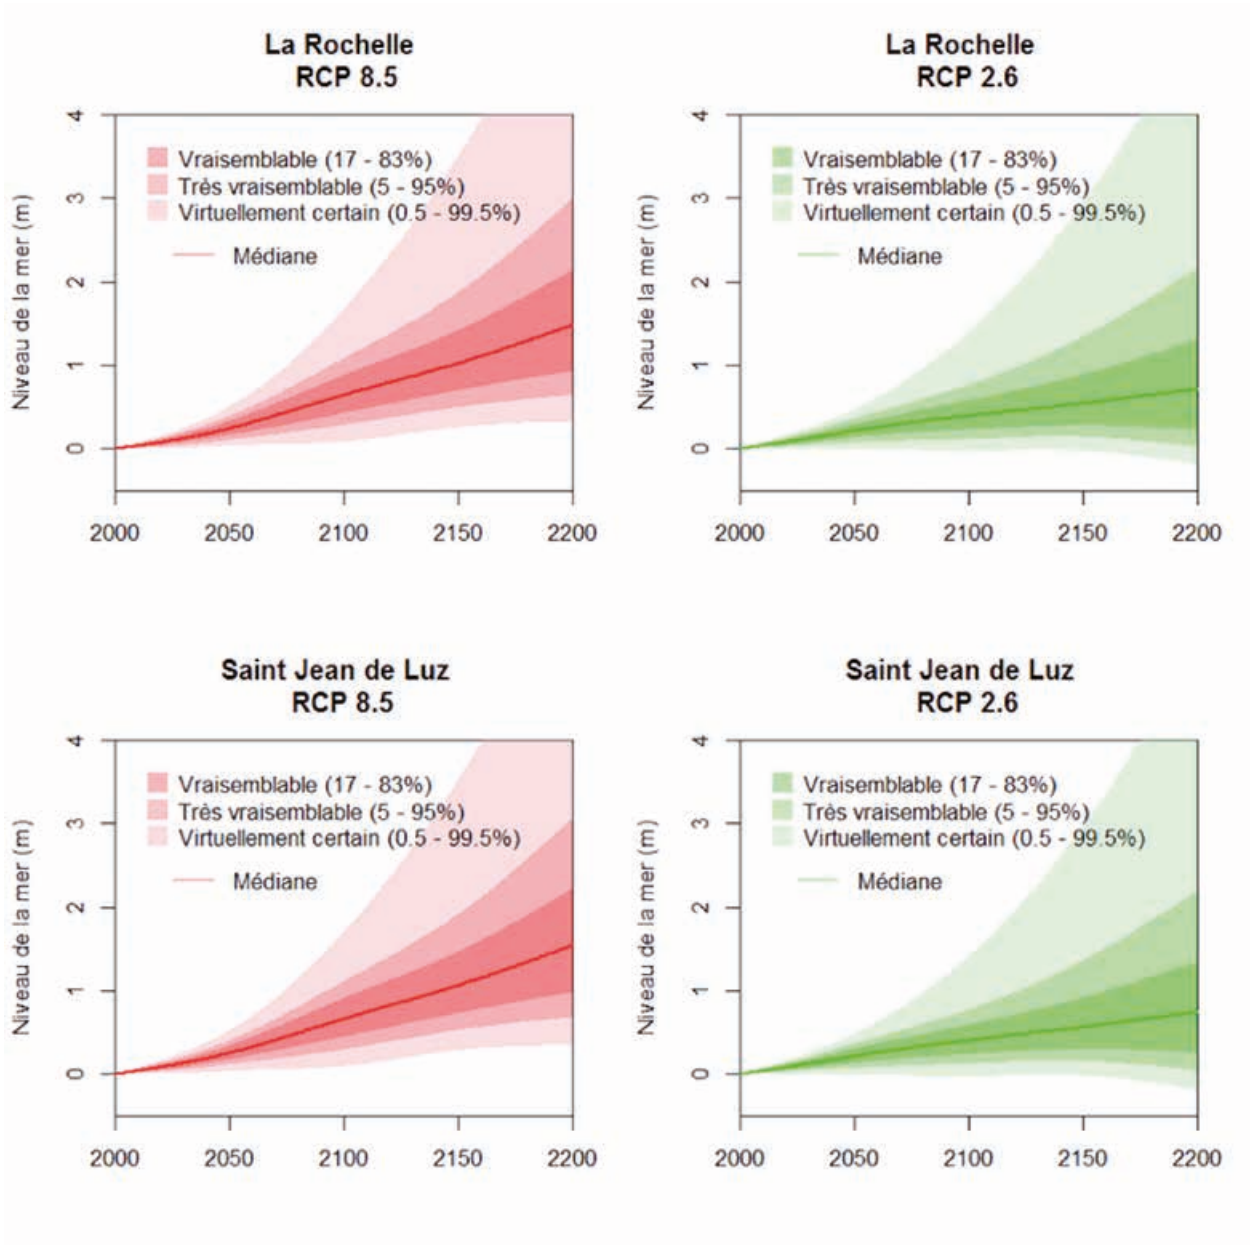 La Rochelle
RCP 8.5
4
3
2
1
0
Niveau de la mer (m)
Vraisemblable (17 - 83%)
Très vraisemblable (5 - 95%)
Virtuellement certain (0.5 - 99.5%)
Médiane
2000 2050 2100 2150 2200
La Rochelle
RCP 2.6
4
3
2
1
0
Niveau de la mer (m)
Vraisemblable (17 - 83%)
Très vraisemblable (5 - 95%)
Virtuellement certain (0.5 - 99.5%)
Médiane
2000 2050 2100 2150 2200
Saint Jean de Luz
RCP 8.5
4
3
2
1
0
Niveau de la mer (m)
Vraisemblable (17 - 83%)
Très vraisemblable (5 - 95%)
Virtuellement certain (0.5 - 99.5%)
Médiane
2000 2050 2100 2150 2200
Saint Jean de Luz
RCP 2.6
4
3
2
1
0
Niveau de la mer (m)
Vraisemblable (17 - 83%)
Très vraisemblable (5 - 95%)
Virtuellement certain (0.5 - 99.5%)
Médiane
2000 2050 2100 2150 2200